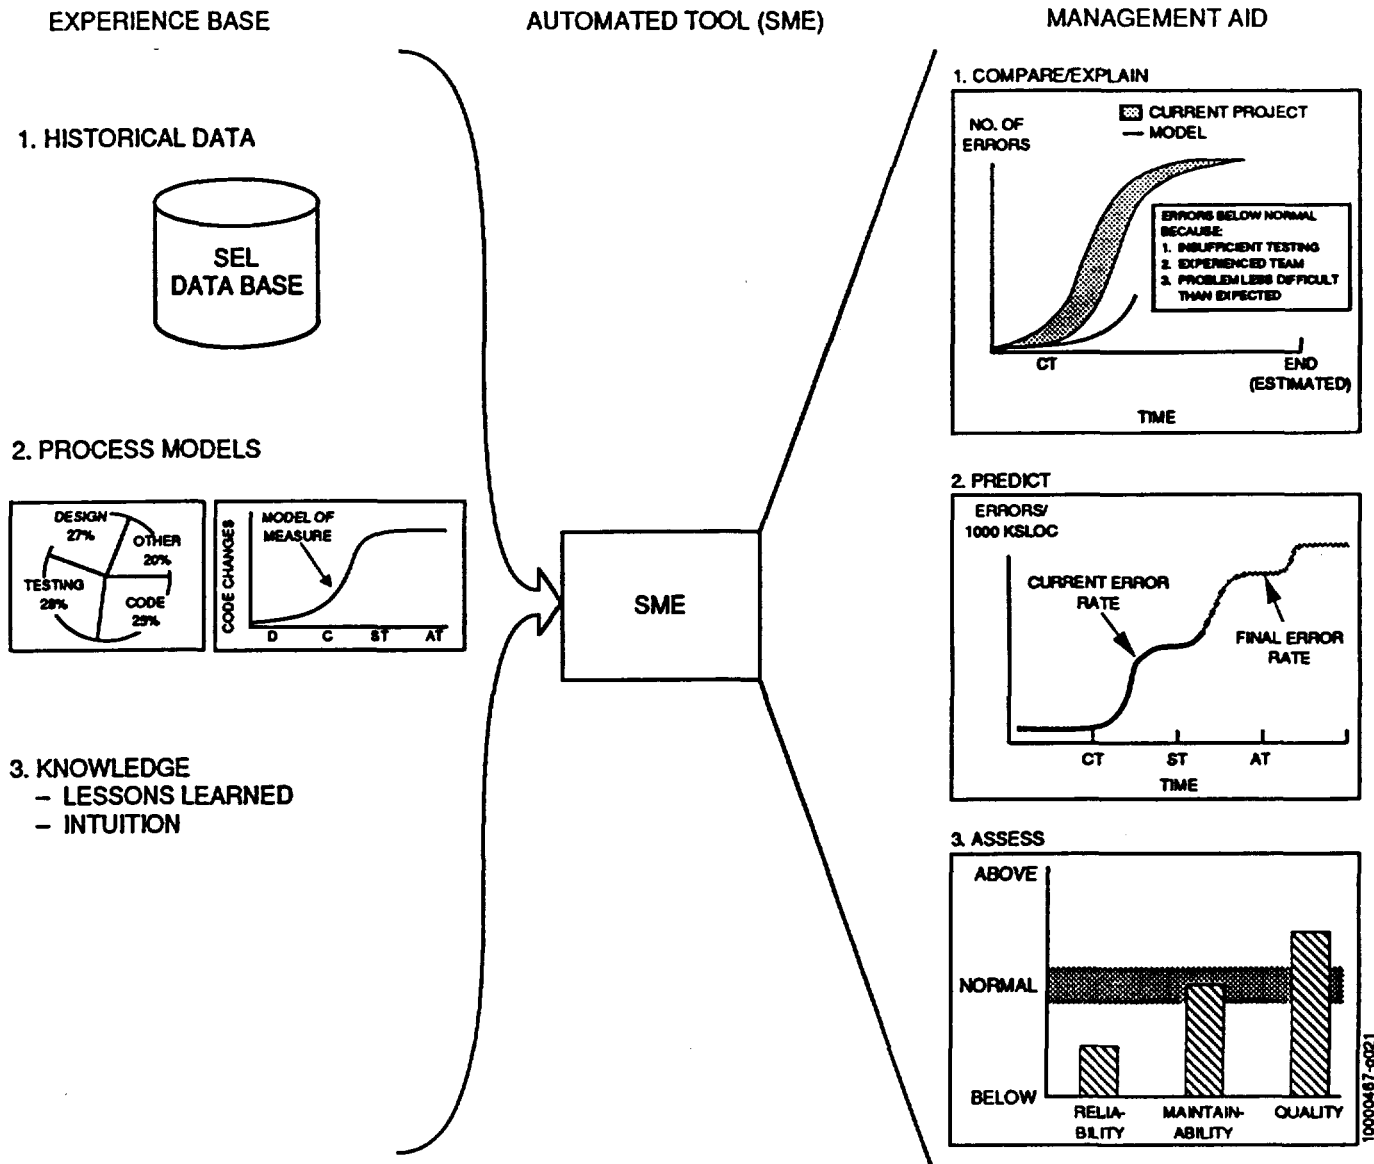 EXPERIENCE BASE
AUTOMATED TOOL (SME)
MANAGEMENT AID
1. HISTORICAL DATA
SEL
DATA BASE
2. PROCESS MODELS
DESIGN
27%
OTHER
20%
TESTING
28%
CODE
25%
CODE CHANGES
MODEL OF
MEASURE
D C ST AT
3. KNOWLEDGE
– LESSONS LEARNED
– INTUITION
SME
1. COMPARE/EXPLAIN
NO. OF
ERRORS
CURRENT PROJECT
MODEL
ERRORS BELOW NORMAL
BECAUSE:
1. INSUFFICIENT TESTING
2. EXPERIENCED TEAM
3. PROBLEM LESS DIFFICULT
THAN EXPECTED
CT
END
(ESTIMATED)
TIME
2. PREDICT
ERRORS/
1000 KSLOC
CURRENT ERROR
RATE
FINAL ERROR
RATE
CT ST AT
TIME
3. ASSESS
ABOVE
NORMAL
BELOW
RELIA-
BILITY
MAINTAIN-
ABILITY
QUALITY